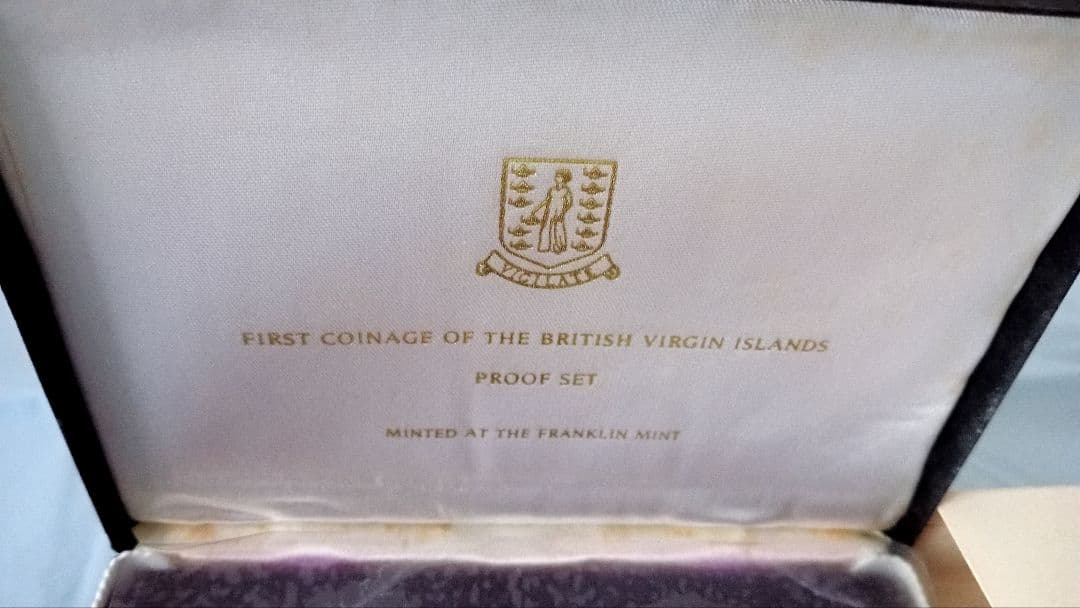 VIGILATE
FIRST COINAGE OF THE BRITISH VIRGIN ISLANDS
PROOF SET
MINTED AT THE FRANKLIN MINT